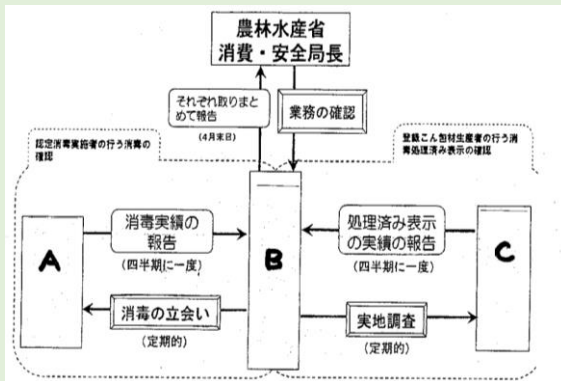 農林水産省
消費・安全局長
それぞれ取りまと
めて報告
(4月末日)
業務の確認
認定消毒実施者の行う消毒の
確認
登録こん包材生産者の行う消
毒処理済み表示の確認
A
消毒実績の
報告
(四半期に一度)
B
処理済み表示
の実績の報告
(四半期に一度)
C
消毒の立会い
(定期的)
実地調査
(定期的)